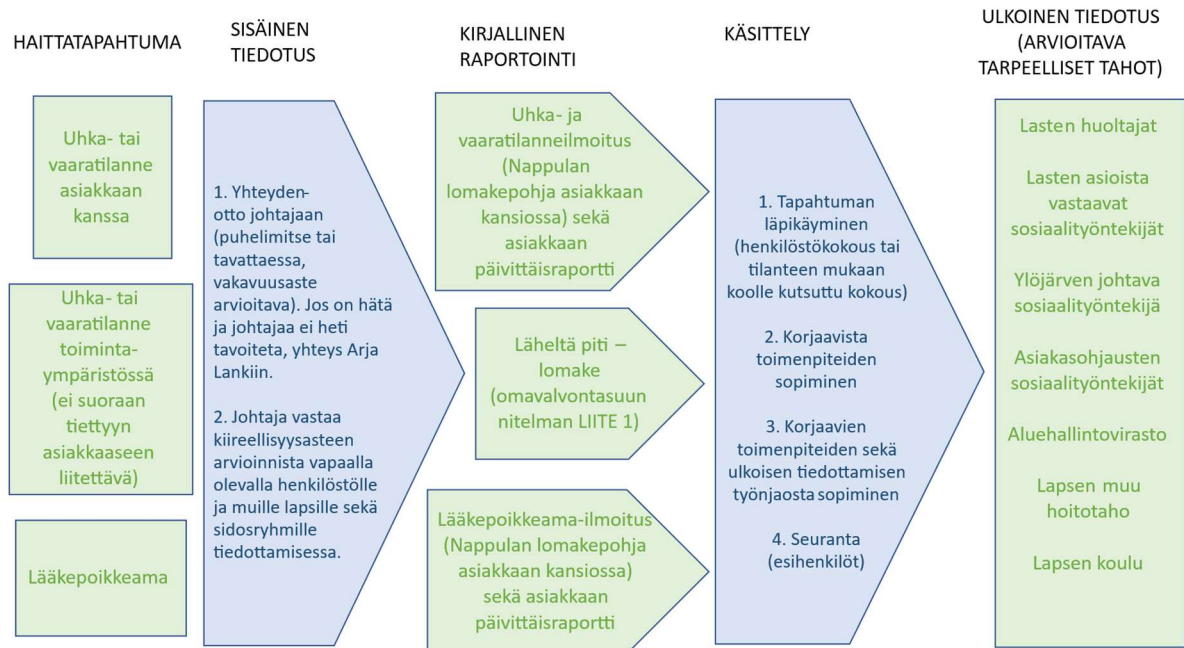 HAITTATAPAHTUMA
Uhka- tai
vaaratilanne
asiakkaan
kanssa
Uhka- tai
vaaratilanne
toiminta-
ympäristössä
(ei suoraan
tiettyyn
asiakkaaseen
liitettävä)
Lääkepoikkeama
SISÄINEN
TIEDOTUS
1. Yhteyden-
otto johtajaan
(puhelimitse tai
tavattaessa,
vakavuusaste
arvioitava). Jos on hätä
ja johtajaa ei heti
tavoiteta, yhteys Arja
Lankiin.
2. Johtaja vastaa
kiireellisyysasteen
arvioinnista vapaalla
olevalla henkilöstölle
ja muille lapsille sekä
sidosryhmille
tiedottamisessa.
KIRJALLINEN
RAPORTOINTI
Uhka- ja
vaaratilanneilmoitus
(Nappulan
lomakepohja asiakkaan
kansiossa) sekä
asiakkaan
päivittäisraportti
Läheltä piti –
lomake
(omavalvontasuun
nitelman LIITE 1)
Lääkepoikkeama-ilmoitus
(Nappulan lomakepohja
asiakkaan kansiossa)
sekä asiakkaan
päivittäisraportti
KÄSITTELY
1. Tapahtuman
läpikäyminen
(henkilöstökokous tai
tilanteen mukaan
koolle kutsuttu kokous)
2. Korjaavista
toimenpiteiden
sopiminen
3. Korjaavien
toimenpiteiden sekä
ulkoisen tiedottamisen
työnjaosta sopiminen
4. Seuranta
(esihenkilöt)
ULKOINEN TIEDOTUS
(ARVIOITAVA
TARPEELLISET TAHOT)
Lasten huoltajat
Lasten asioista
vastaavat
sosiaalityöntekijät
Ylöjärven johtava
sosiaalityöntekijä
Asiakasohjausten
sosiaalityöntekijät
Aluehallintovirasto
Lapsen muu
hoitotaho
Lapsen koulu